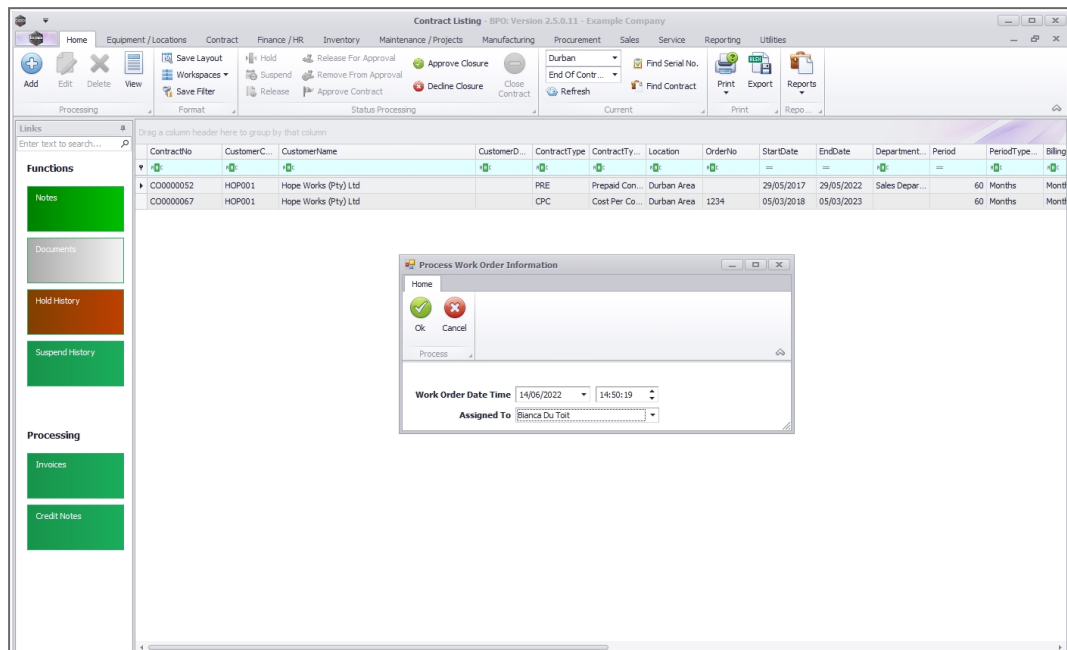 Contract Listing - BPO: Version 2.5.0.11 - Example Company
Home Equipment / Locations Contract Finance / HR Inventory Maintenance / Projects Manufacturing Procurement Sales Service Reporting Utilities
Add Edit Delete View
Processing
Save Layout
Workspaces
Save Filter
Format
Hold Release For Approval
Suspend Remove From Approval
Release Approve Contract
Approve Closure
Decline Closure
Close Contract
Status Processing
Durban
End Of Contr...
Refresh
Find Serial No.
Find Contract
Current
Print Export
Print
Reports
Repo...
Links
Enter text to search...
Functions
Notes
Documents
Hold History
Suspend History
Processing
Invoices
Credit Notes
Drag a column header here to group by that column
ContractNo CustomerC... CustomerName CustomerD... ContractType ContractTy... Location OrderNo StartDate EndDate Department... Period PeriodType... Billing
CO0000052 HOP001 Hope Works (Pty) Ltd PRE Prepaid Con... Durban Area 29/05/2017 29/05/2022 Sales Depar... 60 Months Mont
CO0000067 HOP001 Hope Works (Pty) Ltd CPC Cost Per Co... Durban Area 1234 05/03/2018 05/03/2023 60 Months Mont
Process Work Order Information
Home
Ok Cancel
Process
Work Order Date Time 14/06/2022 14:50:19
Assigned To Bianca Du Toit